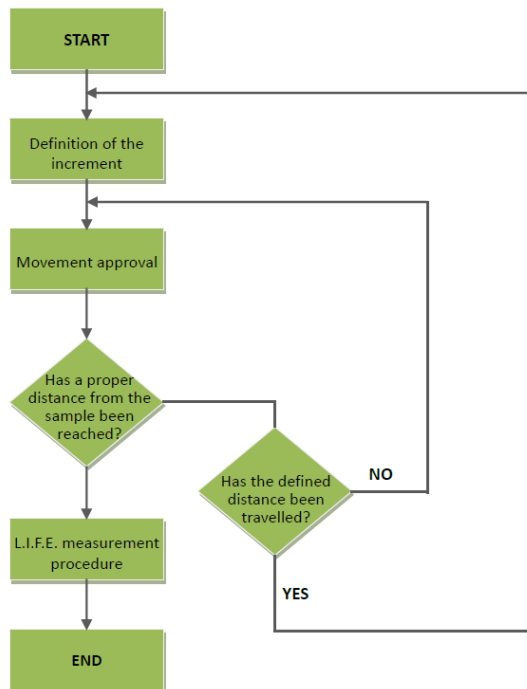 START
Definition of the
increment
Movement approval
Has a proper
distance from the
sample been
reached?
Has the defined
distance been
travelled?
NO
YES
L.I.F.E. measurement
procedure
END